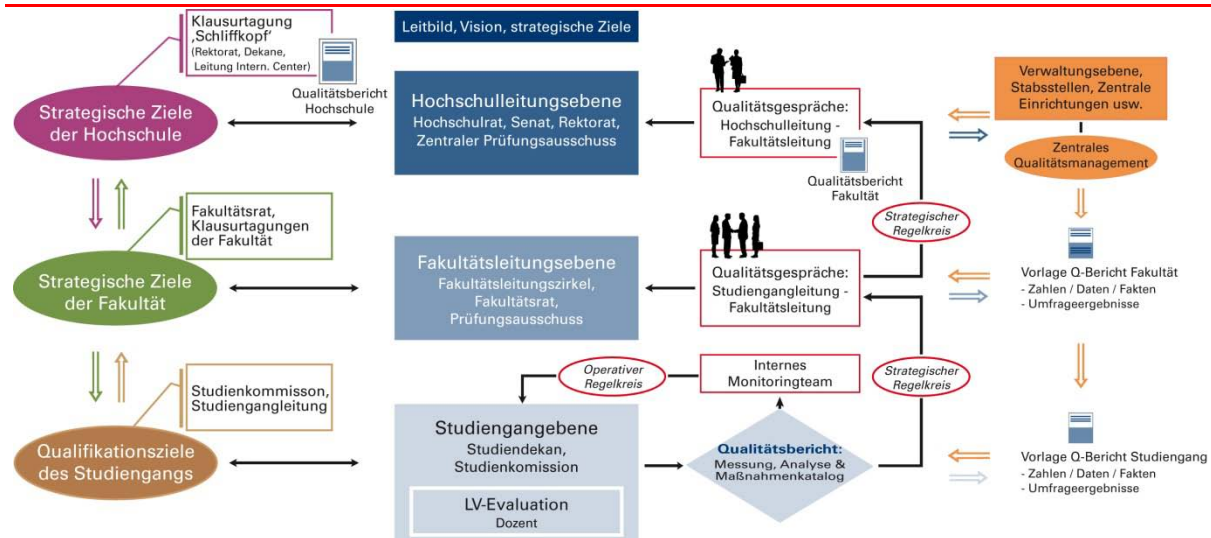 Klausurtagung
‚Schliffkopf'
(Rektorat, Dekane,
Leitung Intern. Center)
Qualitätsbericht
Hochschule
Strategische Ziele
der Hochschule
Leitbild, Vision, strategische Ziele
Hochschulleitungsebene
Hochschulrat, Senat, Rektorat,
Zentraler Prüfungsausschuss
Qualitätsgespräche:
Hochschulleitung -
Fakultätsleitung
Qualitätsbericht
Fakultät
Verwaltungsebene,
Stabsstellen, Zentrale
Einrichtungen usw.
Zentrales
Qualitätsmanagement
Strategischer
Regelkreis
Fakultätsrat,
Klausurtagungen
der Fakultät
Strategische Ziele
der Fakultät
Fakultätsleitungsebene
Fakultätsleitungszirkel,
Fakultätsrat,
Prüfungsausschuss
Qualitätsgespräche:
Studiengangleitung -
Fakultätsleitung
Vorlage Q-Bericht Fakultät
- Zahlen / Daten / Fakten
- Umfrageergebnisse
Operativer
Regelkreis
Internes
Monitoringteam
Strategischer
Regelkreis
Studienkommisson,
Studiengangleitung
Qualifikationsziele
des Studiengangs
Studiengangebene
Studiendekan,
Studienkomission
LV-Evaluation
Dozent
Qualitätsbericht:
Messung, Analyse &
Maßnahmenkatalog
Vorlage Q-Bericht Studiengang
- Zahlen / Daten / Fakten
- Umfrageergebnisse